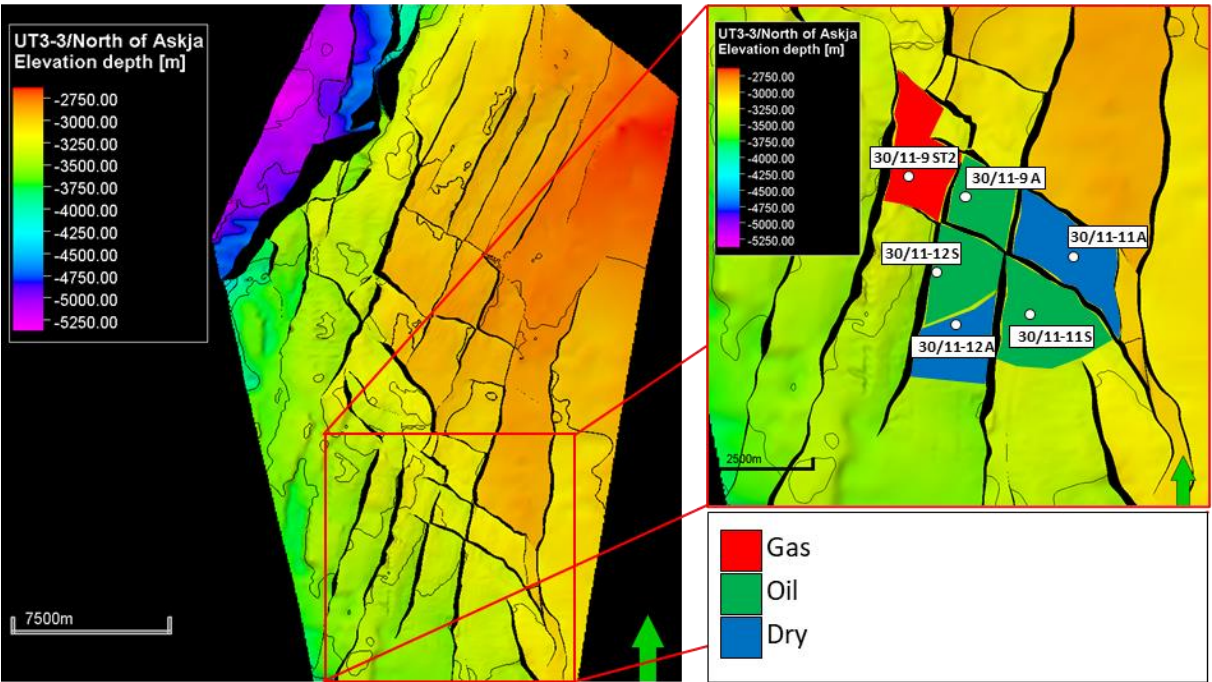 UT3-3/North of Askja
Elevation depth [m]
-2750.00
-3000.00
-3250.00
-3500.00
-3750.00
-4000.00
-4250.00
-4500.00
-4750.00
-5000.00
-5250.00
7500m
UT3-3/North of Askja
Elevation depth [m]
-2750.00
-3000.00
-3250.00
-3500.00
-3750.00
-4000.00
-4250.00
-4500.00
-4750.00
-5000.00
-5250.00
30/11-9 ST2
30/11-9 A
30/11-11A
30/11-12S
30/11-11S
30/11-12A
2500m
Gas
Oil
Dry